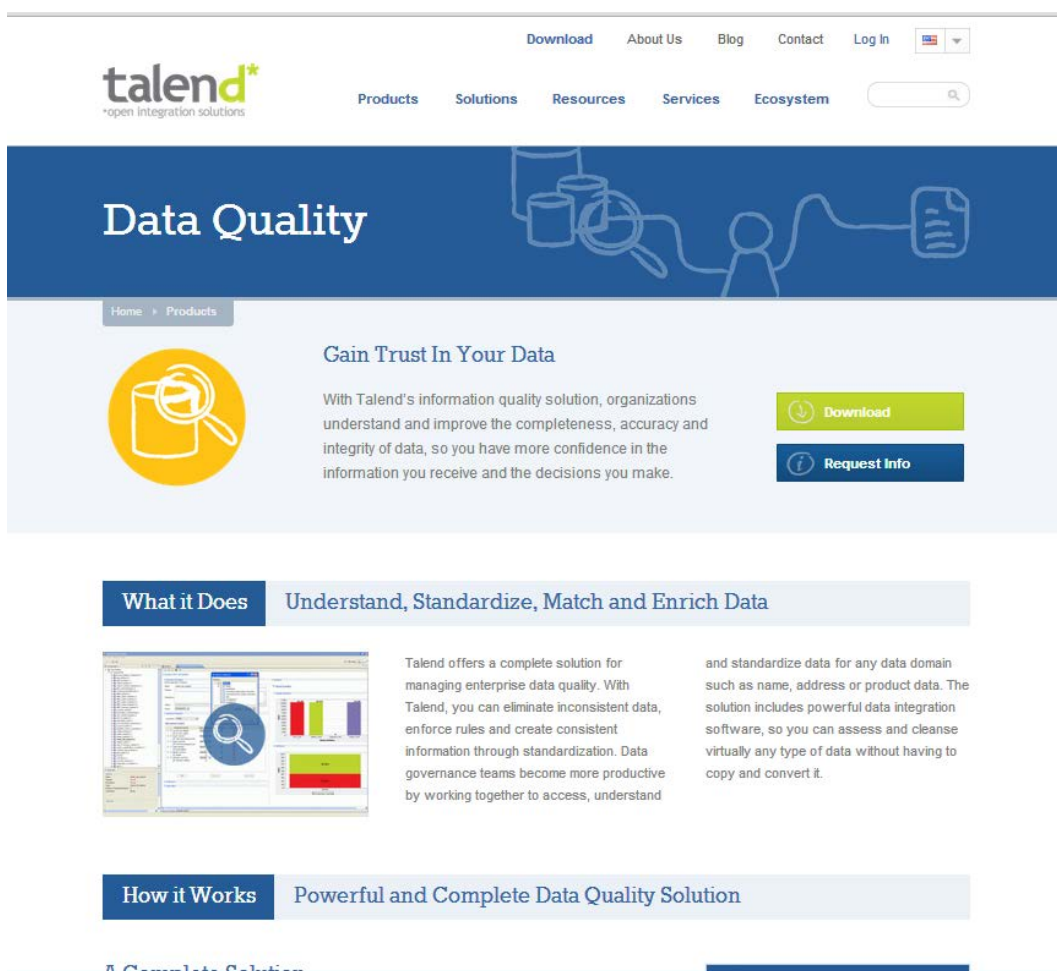 Download About Us Blog Contact Log In
talend*
*open integration solutions
Products Solutions Resources Services Ecosystem
Data Quality
Home Products
Gain Trust In Your Data
With Talend's information quality solution, organizations
understand and improve the completeness, accuracy and
integrity of data, so you have more confidence in the
information you receive and the decisions you make.
Download
Request Info
What it Does
Understand, Standardize, Match and Enrich Data
Talend offers a complete solution for
managing enterprise data quality. With
Talend, you can eliminate inconsistent data,
enforce rules and create consistent
information through standardization. Data
governance teams become more productive
by working together to access, understand
and standardize data for any data domain
such as name, address or product data. The
solution includes powerful data integration
software, so you can assess and cleanse
virtually any type of data without having to
copy and convert it.
How it Works
Powerful and Complete Data Quality Solution
A Complete Solution